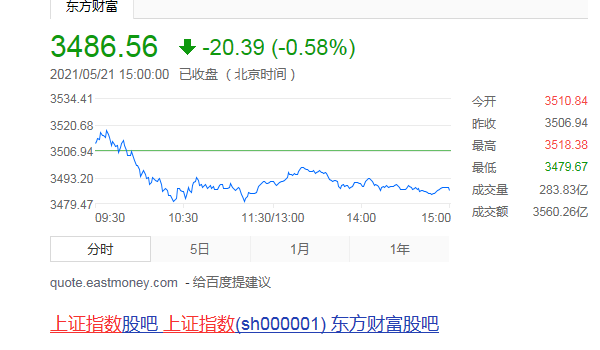 东方财富
3486.56 -20.39 (-0.58%)
2021/05/21 15:00:00 已收盘 （北京时间）
3534.41
3520.68
3506.94
3493.20
3479.47
09:30 10:30 11:30/13:00 14:00 15:00
今开 3510.84
昨收 3506.94
最高 3518.38
最低 3479.67
成交量 283.83亿
成交额 3560.26亿
分时 5日 1月 1年
quote.eastmoney.com - 给百度提建议
上证指数股吧 上证指数(sh000001) 东方财富股吧